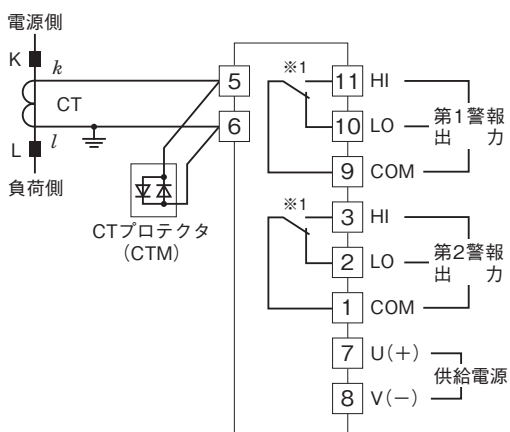 電源側
K
k
CT
L
l
負荷側
CTプロテクタ
（CTM）
5
6
※1
11 HI
10 LO
9 COM
第1警報
出　力
※1
3 HI
2 LO
1 COM
第2警報
出　力
7 U（＋）
8 V（－）
供給電源